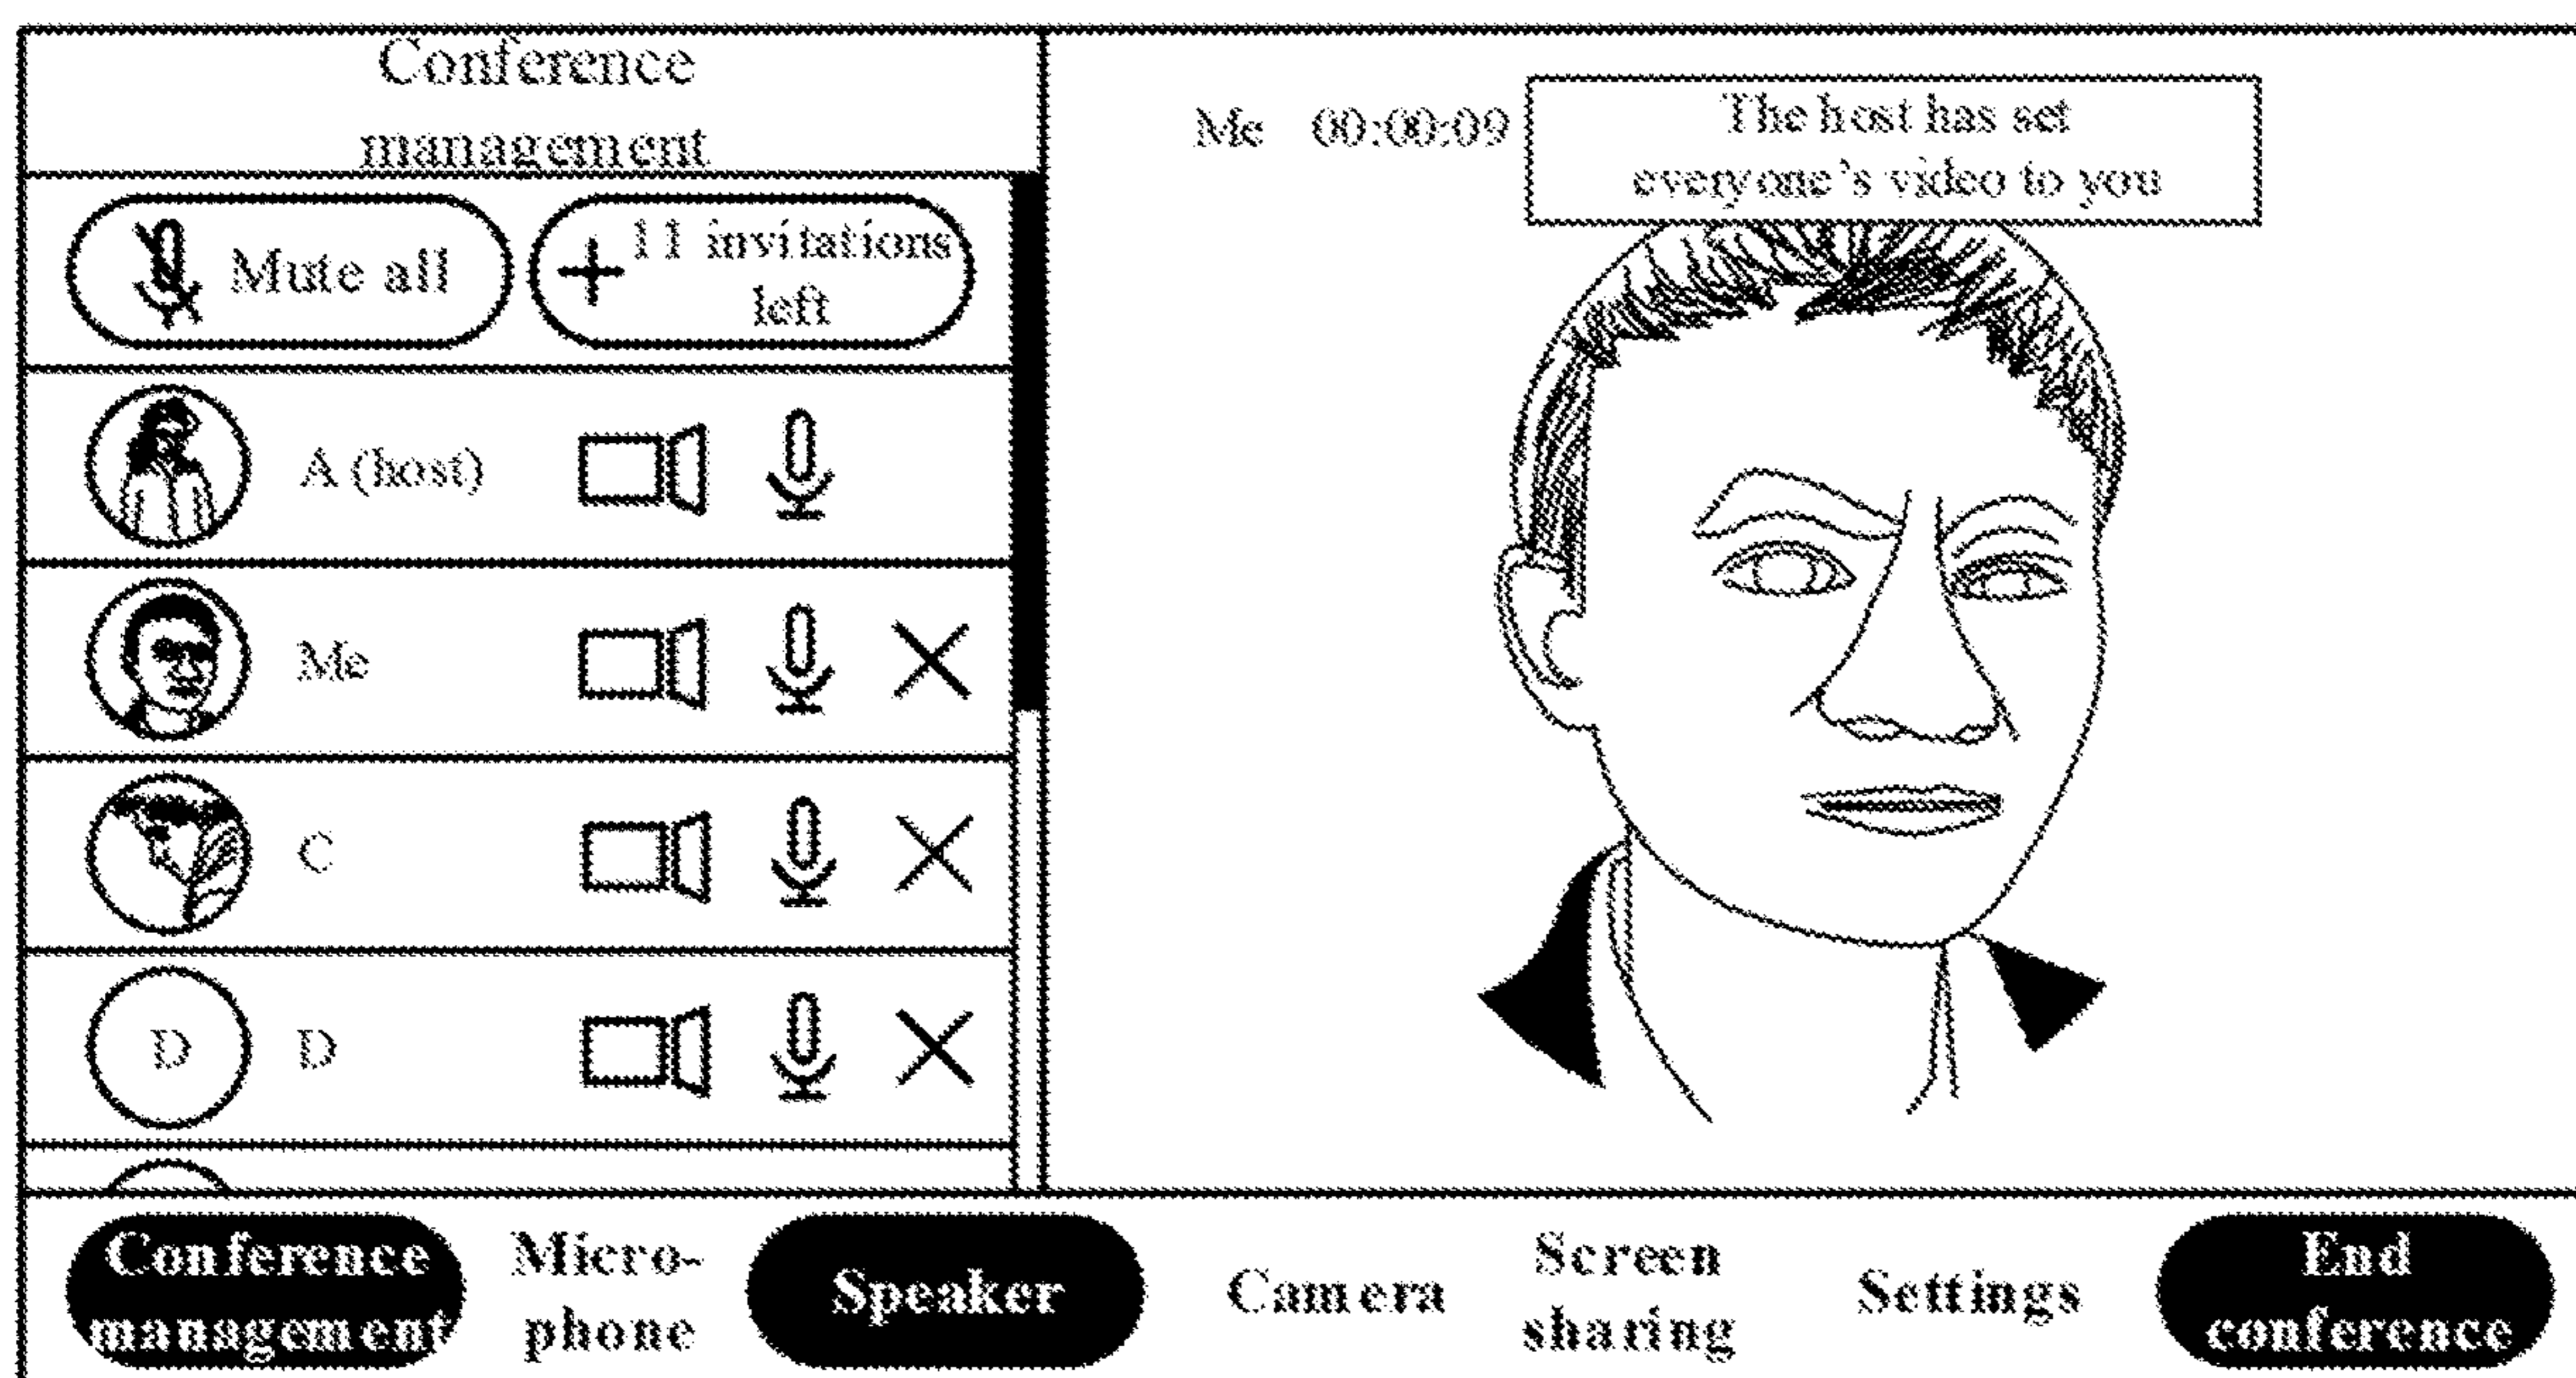 Conference
management
Mute all
11 invitations
left
A (host)
Me
C
D D
Me 00:00:09
The host has set
everyone's video to you
Conference
management
Micro-
phone
Speaker
Camera
Screen
sharing
Settings
End
conference